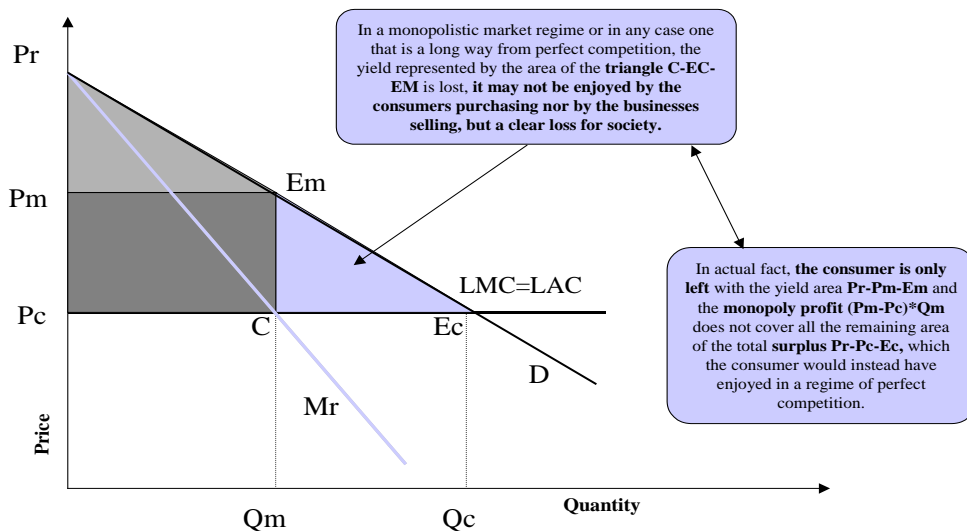 Pr
In a monopolistic market regime or in any case one
that is a long way from perfect competition, the
yield represented by the area of the triangle C-EC-
EM is lost, it may not be enjoyed by the
consumers purchasing nor by the businesses
selling, but a clear loss for society.
Pm
Em
LMC=LAC
Pc
C
Ec
D
Mr
In actual fact, the consumer is only
left with the yield area Pr-Pm-Em and
the monopoly profit (Pm-Pc)*Qm
does not cover all the remaining area
of the total surplus Pr-Pc-Ec, which
the consumer would instead have
enjoyed in a regime of perfect
competition.
Price
Quantity
Qm
Qc